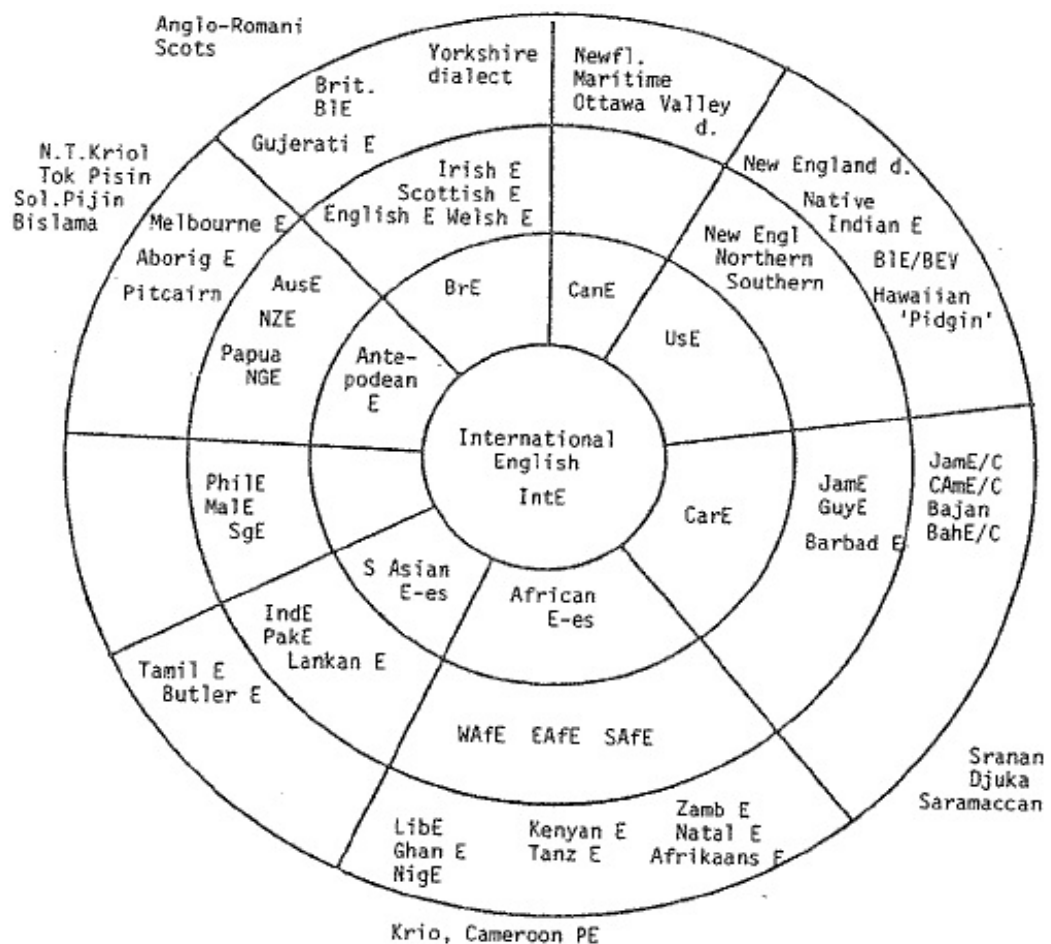 Anglo-Romani
Scots
Yorkshire
dialect
Brit.
BlE
Gujerati E
Newfl.
Maritime
Ottawa Valley
d.
N.T.Kriol
Tok Pisin
Sol.Pijin
Bislama
Melbourne E
Aborig E
Pitcairn
Irish E
Scottish E
English E Welsh E
New England d.
Native
Indian E
BlE/BEV
Hawaiian
'Pidgin'
New Engl
Northern
Southern
AusE
NZE
Papua
NGE
BrE
CanE
UsE
Ante-
podean
E
International
English
IntE
PhilE
MalE
SgE
CarE
JamE
GuyE
Barbad E
JamE/C
CAmE/C
Bajan
BahE/C
S Asian
E-es
African
E-es
IndE
PakE
Lankan E
Tamil E
Butler E
WAfE EAfE SAfE
Sranan
Djuka
Saramaccan
LibE
Ghan E
NigE
Kenyan E
Tanz E
Zamb E
Natal E
Afrikaans E
Krio, Cameroon PE